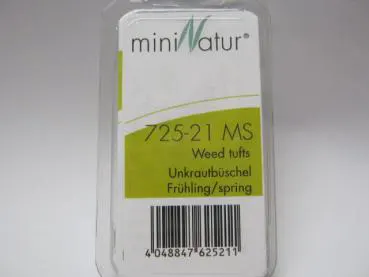 miniNatur®
725-21 MS
Weed tufts
Unkrautbüschel
Frühling/spring
4 048847 625211